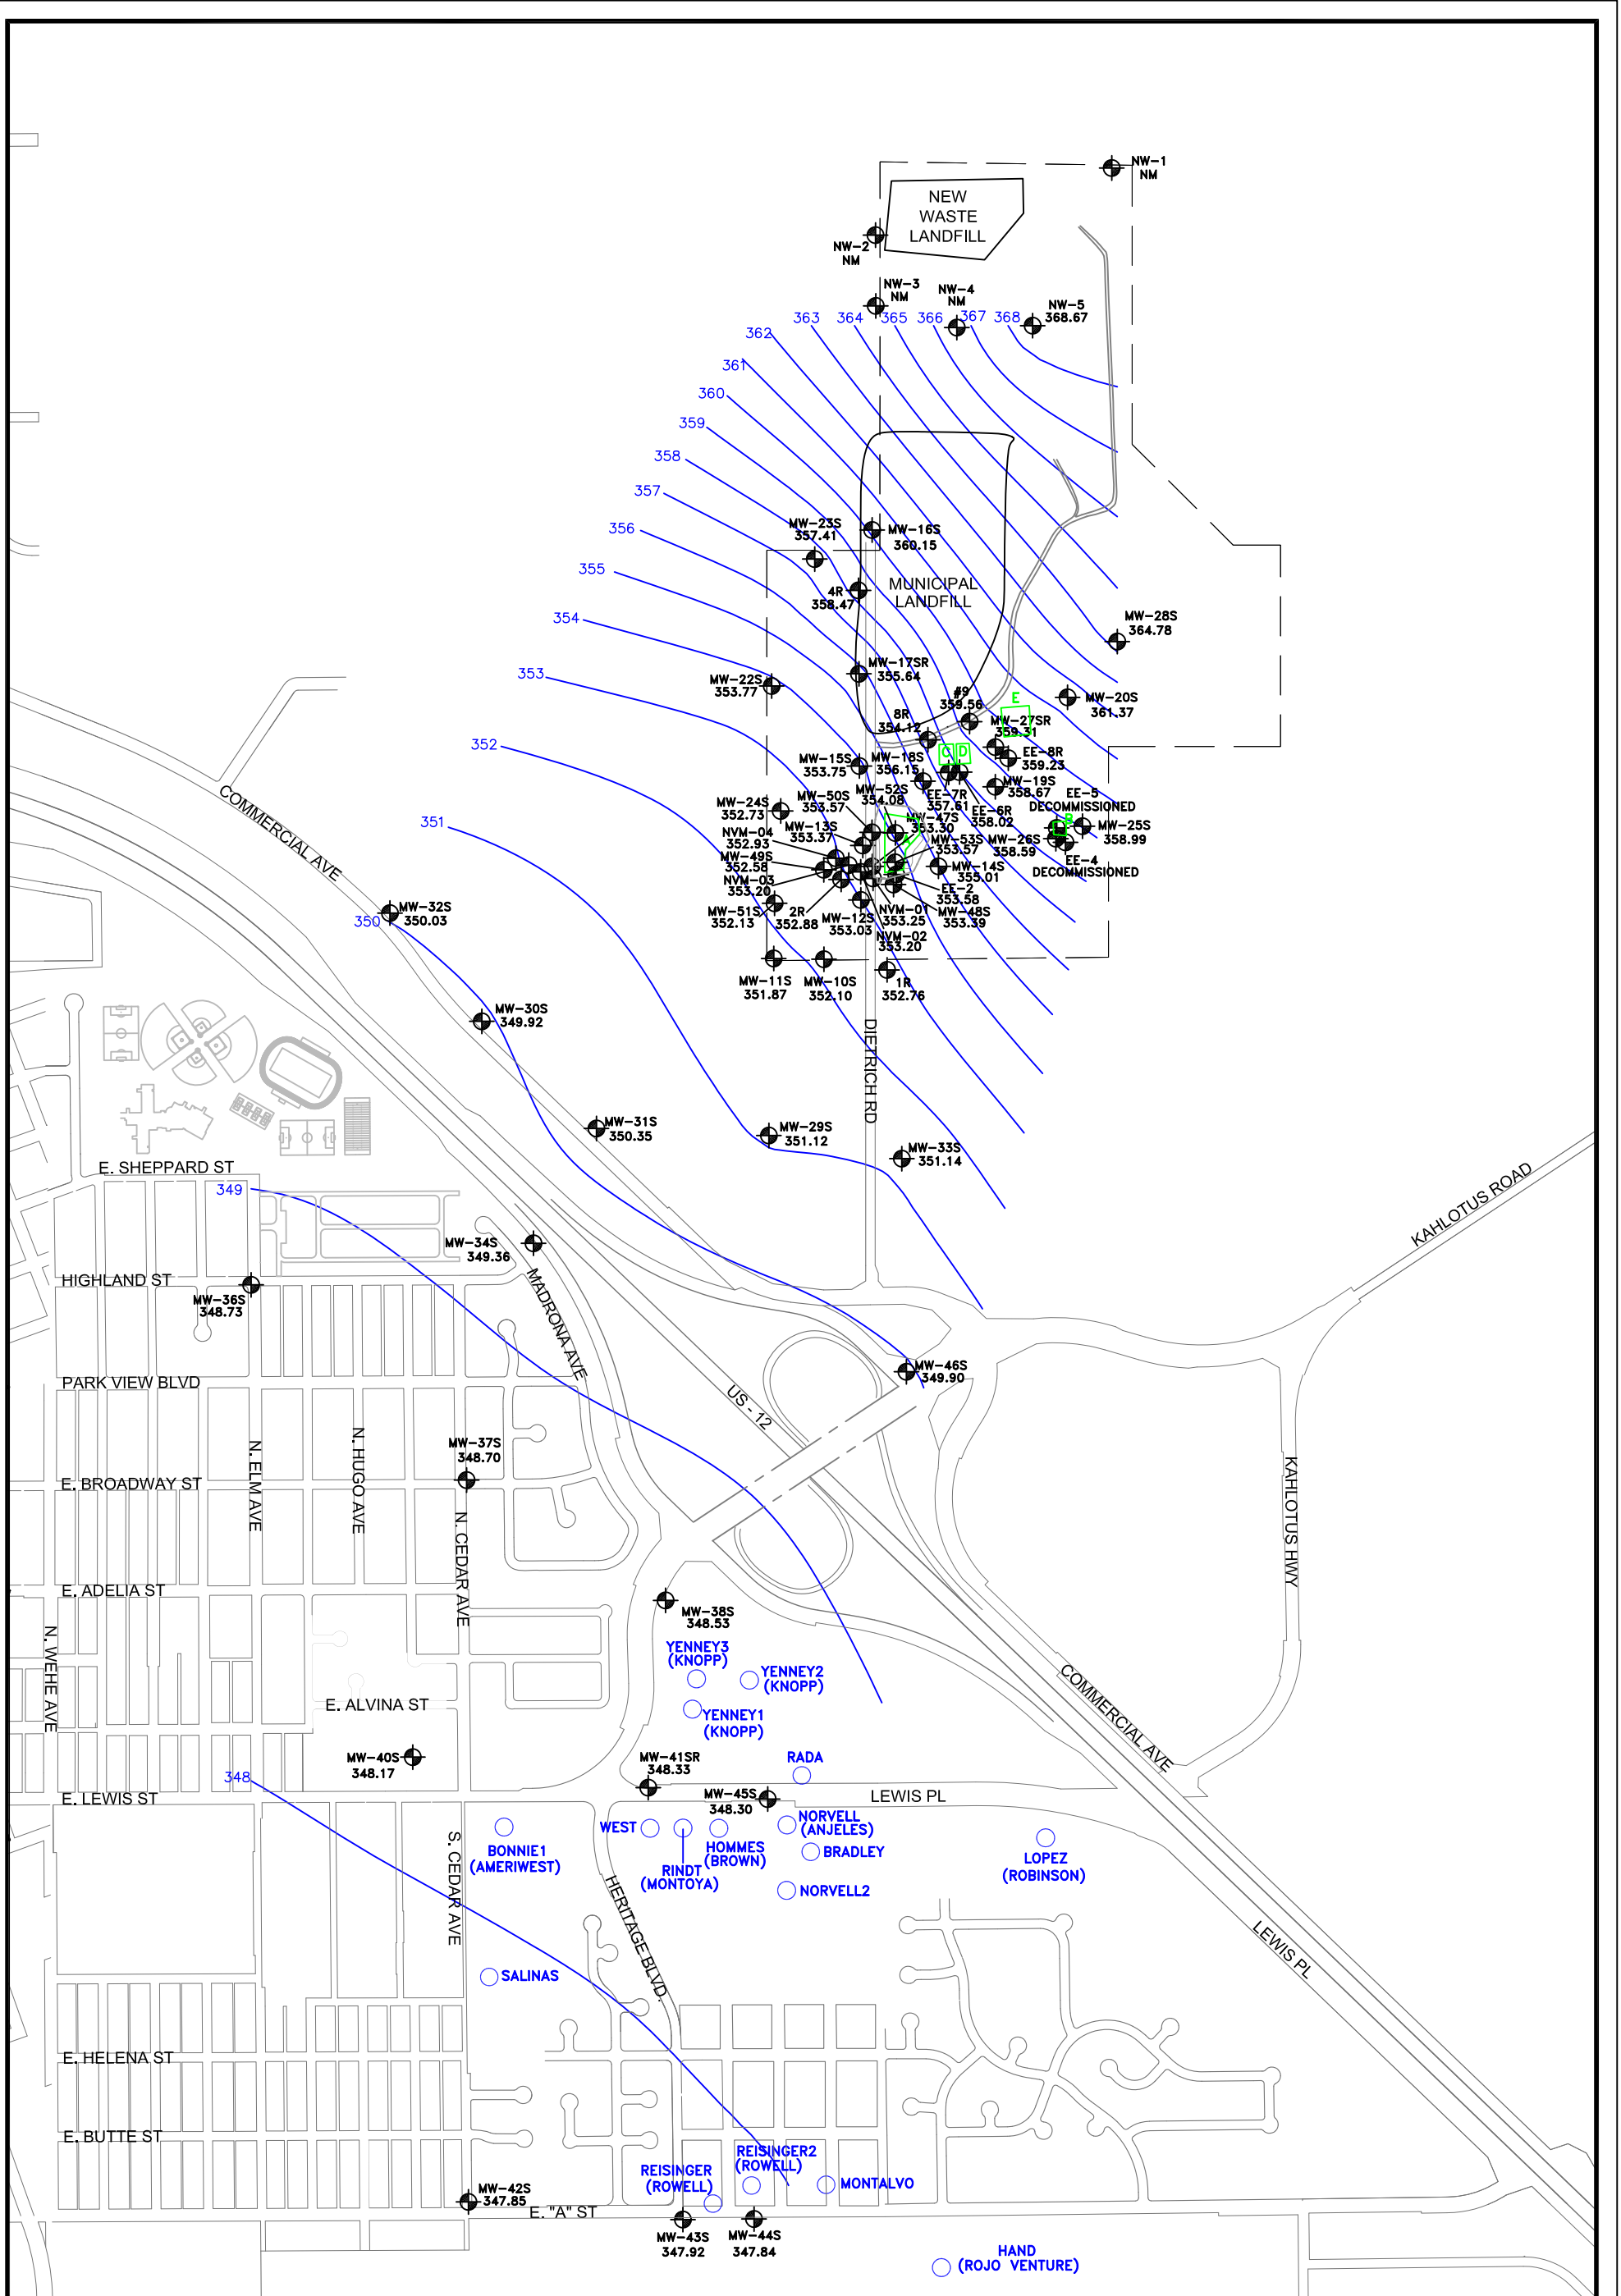 NW-1
NM
NEW
WASTE
LANDFILL
NW-2
NM
NW-3
NM
NW-4
NM
NW-5
368.67
362
363
364
365
366
367
368
361
360
359
358
357
356
355
354
353
352
351
350
349
348
MW-23S
357.41
MW-16S
360.15
4R
358.47
MUNICIPAL
LANDFILL
MW-28S
364.78
MW-17SR
355.64
MW-22S
353.77
#9
359.56
E
MW-20S
361.37
8R
354.12
MW-27SR
359.31
C
D
EE-8R
359.23
MW-15S
353.75
MW-18S
356.15
MW-19S
358.67
EE-7R
357.61
EE-6R
358.02
EE-5
DECOMMISSIONED
MW-50S
353.57
MW-52S
354.08
MW-24S
352.73
MW-13S
353.37
MW-47S
353.30
B
MW-25S
358.99
NVM-04
352.93
MW-53S
353.57
MW-26S
358.59
A
EE-4
DECOMMISSIONED
MW-49S
352.58
MW-14S
355.01
NVM-03
353.20
EE-2
353.58
MW-51S
352.13
2R
352.88
MW-12S
353.03
NVM-01
353.25
MW-48S
353.39
NVM-02
353.20
MW-11S
351.87
MW-10S
352.10
1R
352.76
COMMERCIAL AVE
MW-32S
350.03
MW-30S
349.92
DIETRICH RD
MW-31S
350.35
MW-29S
351.12
MW-33S
351.14
E. SHEPPARD ST
KAHLOTUS ROAD
MW-34S
349.36
HIGHLAND ST
MW-36S
348.73
MADRONA AVE
PARK VIEW BLVD
MW-46S
349.90
US - 12
MW-37S
348.70
N. ELM AVE
N. HUGO AVE
E. BROADWAY ST
KAHLOTUS HWY
N. CEDAR AVE
E. ADELIA ST
MW-38S
348.53
N. WEHE AVE
YENNEY3
(KNOPP)
YENNEY2
(KNOPP)
E. ALVINA ST
YENNEY1
(KNOPP)
COMMERCIAL AVE
MW-40S
348.17
MW-41SR
348.33
RADA
E. LEWIS ST
MW-45S
348.30
LEWIS PL
BONNIE1
(AMERIWEST)
WEST
RINDT
(MONTOYA)
HOMMES
(BROWN)
NORVELL
(ANJELES)
BRADLEY
LOPEZ
(ROBINSON)
S. CEDAR AVE
NORVELL2
HERITAGE BLVD.
LEWIS PL
SALINAS
E. HELENA ST
E. BUTTE ST
REISINGER2
(ROWELL)
REISINGER
(ROWELL)
MONTALVO
MW-42S
347.85
E. "A" ST
MW-43S
347.92
MW-44S
347.84
HAND
(ROJO VENTURE)